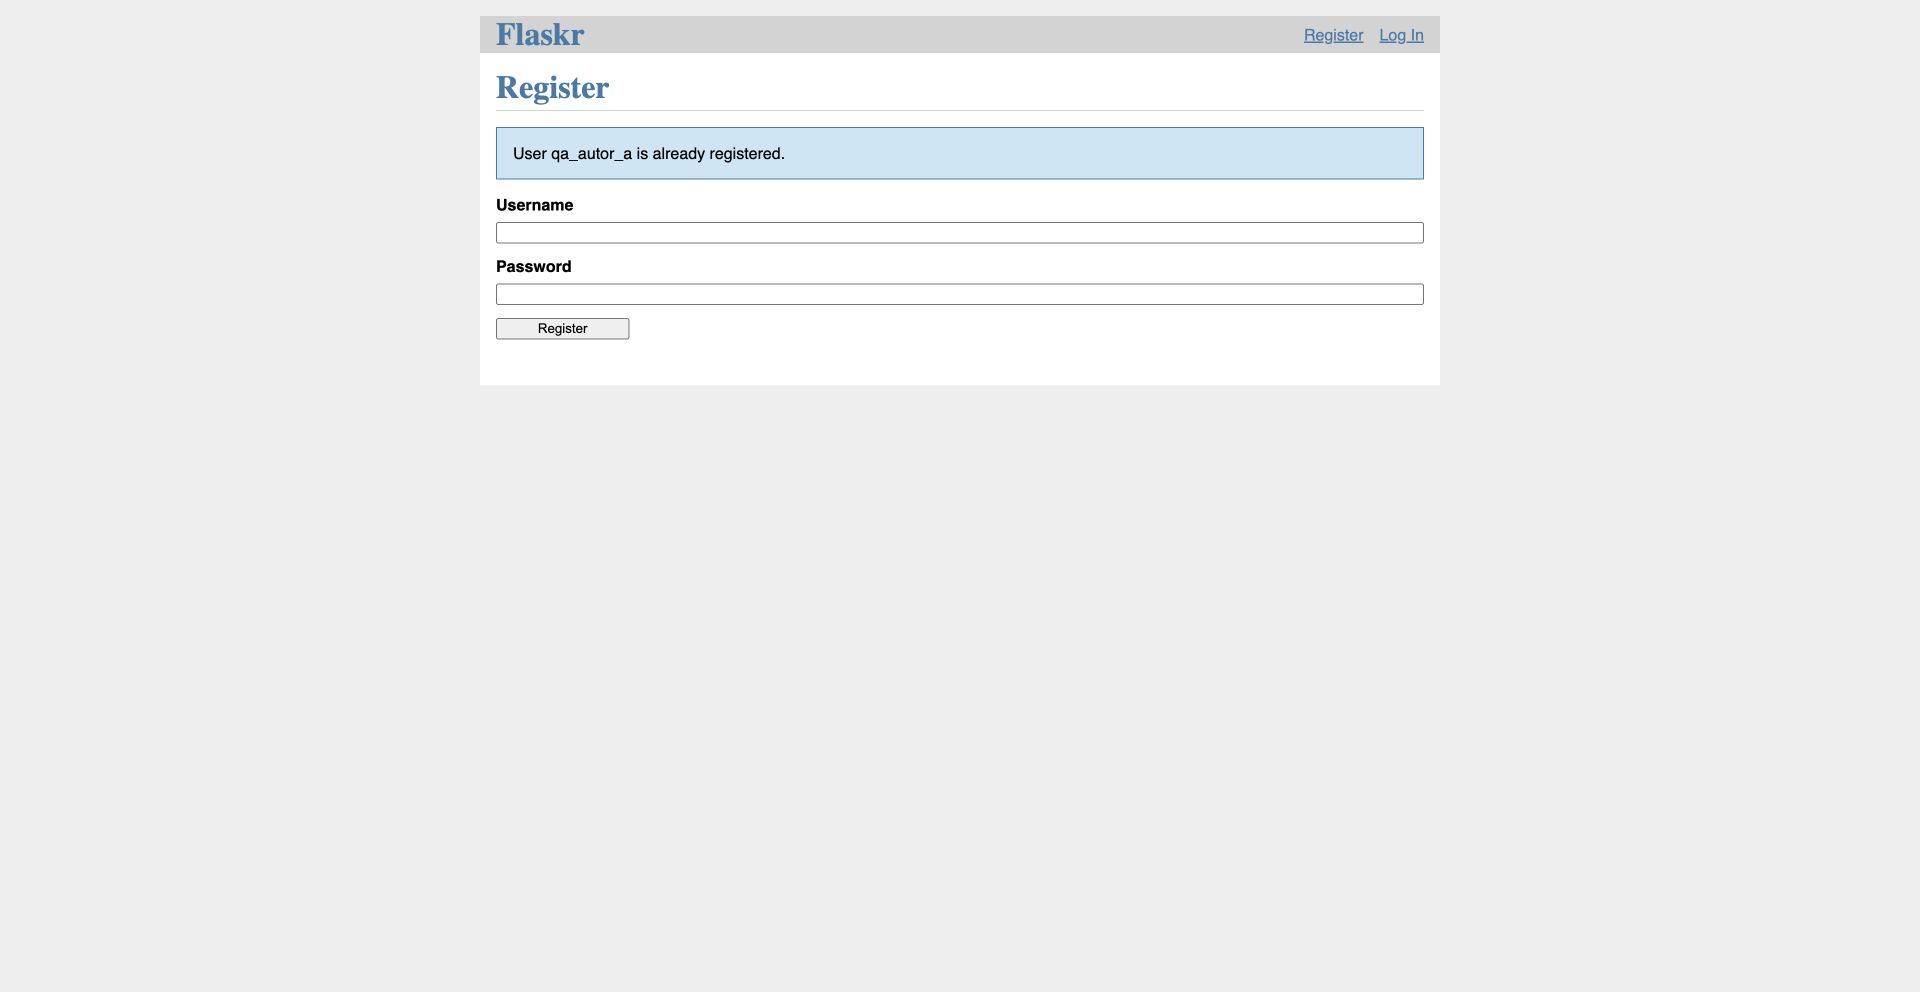 Flaskr
Register Log In
Register
User qa_autor_a is already registered.
Username
Password
Register